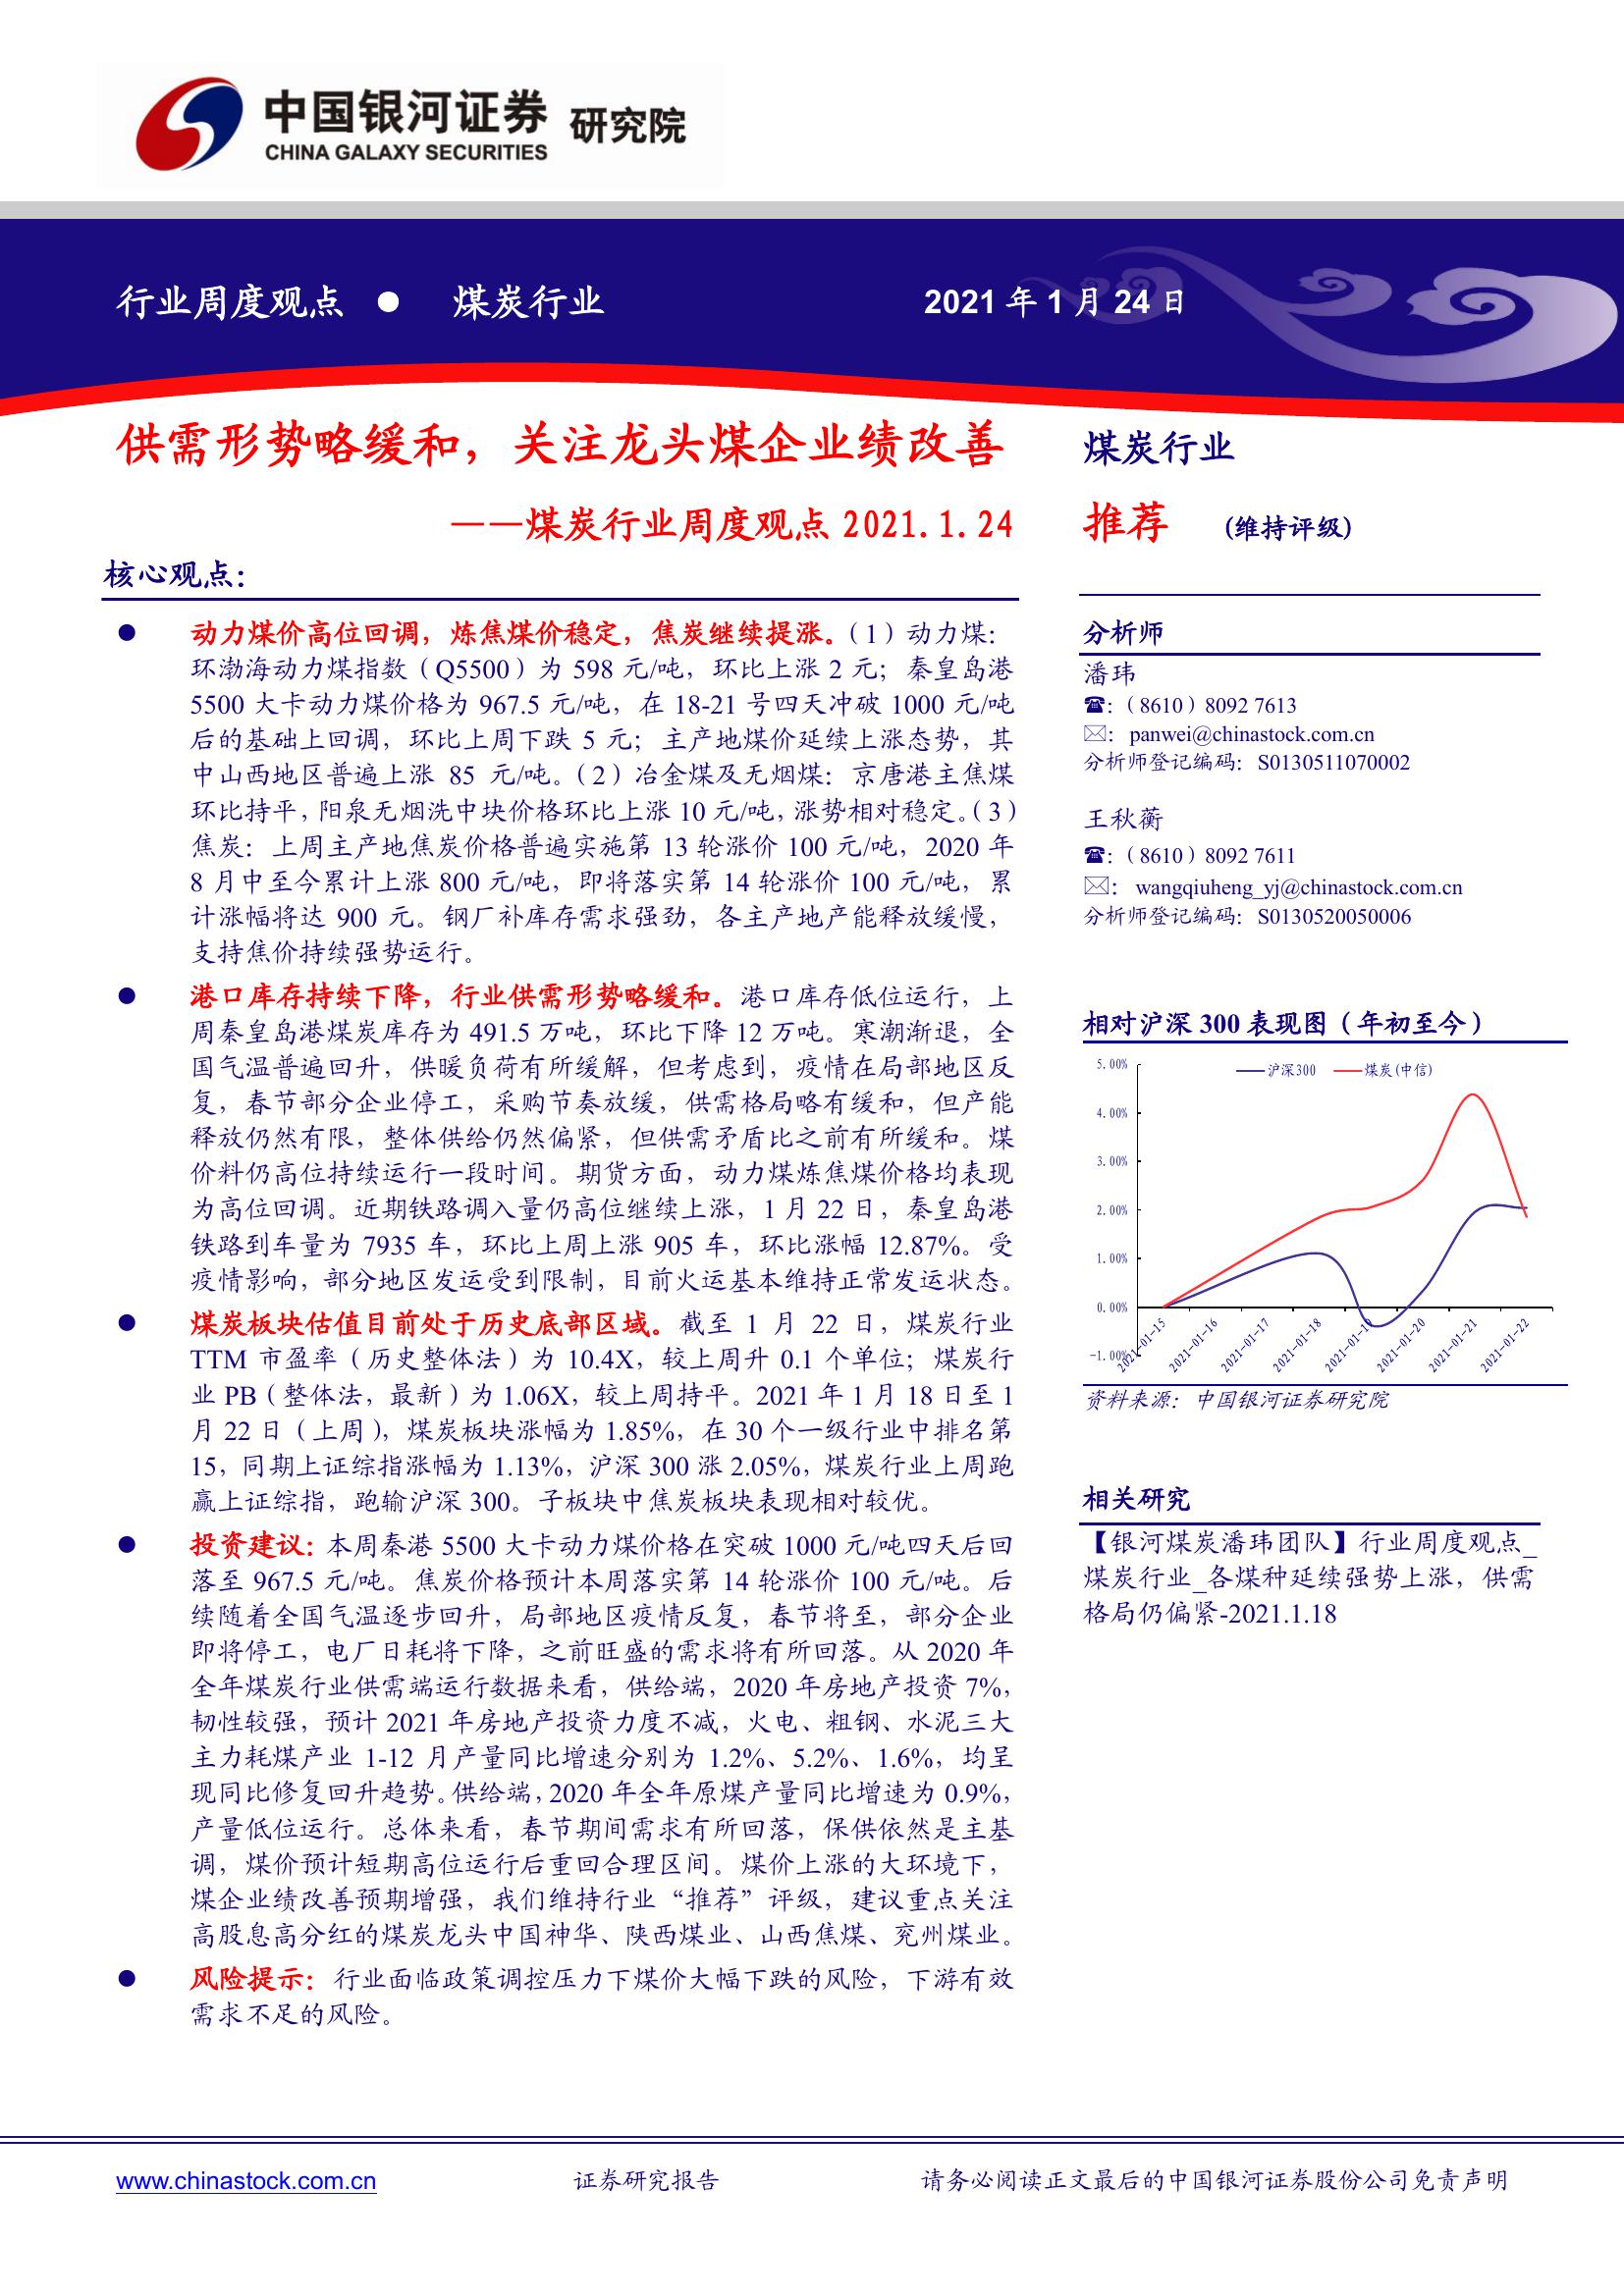 中国银河证券 研究院
CHINA GALAXY SECURITIES
行业周度观点 ● 煤炭行业
2021 年 1 月 24 日
供需形势略缓和，关注龙头煤企业绩改善
——煤炭行业周度观点 2021.1.24
核心观点：
● 动力煤价高位回调，炼焦煤价稳定，焦炭继续提涨。（1）动力煤：
环渤海动力煤指数（Q5500）为 598 元/吨，环比上涨 2 元；秦皇岛港
5500 大卡动力煤价格为 967.5 元/吨，在 18-21 号四天冲破 1000 元/吨
后的基础上回调，环比上周下跌 5 元；主产地煤价延续上涨态势，其
中山西地区普遍上涨 85 元/吨。（2）冶金煤及无烟煤：京唐港主焦煤
环比持平，阳泉无烟洗中块价格环比上涨 10 元/吨，涨势相对稳定。（3）
焦炭：上周主产地焦炭价格普遍实施第 13 轮涨价 100 元/吨，2020 年
8 月中至今累计上涨 800 元/吨，即将落实第 14 轮涨价 100 元/吨，累
计涨幅将达 900 元。钢厂补库存需求强劲，各主产地产能释放缓慢，
支持焦价持续强势运行。
● 港口库存持续下降，行业供需形势略缓和。港口库存低位运行，上
周秦皇岛港煤炭库存为 491.5 万吨，环比下降 12 万吨。寒潮渐退，全
国气温普遍回升，供暖负荷有所缓解，但考虑到，疫情在局部地区反
复，春节部分企业停工，采购节奏放缓，供需格局略有缓和，但产能
释放仍然有限，整体供给仍然偏紧，但供需矛盾比之前有所缓和。煤
价料仍高位持续运行一段时间。期货方面，动力煤炼焦煤价格均表现
为高位回调。近期铁路调入量仍高位继续上涨，1 月 22 日，秦皇岛港
铁路到车量为 7935 车，环比上周上涨 905 车，环比涨幅 12.87%。受
疫情影响，部分地区发运受到限制，目前火运基本维持正常发运状态。
● 煤炭板块估值目前处于历史底部区域。截至 1 月 22 日，煤炭行业
TTM 市盈率（历史整体法）为 10.4X，较上周升 0.1 个单位；煤炭行
业 PB（整体法，最新）为 1.06X，较上周持平。2021 年 1 月 18 日至 1
月 22 日（上周），煤炭板块涨幅为 1.85%，在 30 个一级行业中排名第
15，同期上证综指涨幅为 1.13%，沪深 300 涨 2.05%，煤炭行业上周跑
赢上证综指，跑输沪深 300。子板块中焦炭板块表现相对较优。
● 投资建议：本周秦港 5500 大卡动力煤价格在突破 1000 元/吨四天后回
落至 967.5 元/吨。焦炭价格预计本周落实第 14 轮涨价 100 元/吨。后
续随着全国气温逐步回升，局部地区疫情反复，春节将至，部分企业
即将停工，电厂日耗将下降，之前旺盛的需求将有所回落。从 2020 年
全年煤炭行业供需端运行数据来看，供给端，2020 年房地产投资 7%，
韧性较强，预计 2021 年房地产投资力度不减，火电、粗钢、水泥三大
主力耗煤产业 1-12 月产量同比增速分别为 1.2%、5.2%、1.6%，均呈
现同比修复回升趋势。供给端，2020 年全年原煤产量同比增速为 0.9%，
产量低位运行。总体来看，春节期间需求有所回落，保供依然是主基
调，煤价预计短期高位运行后重回合理区间。煤价上涨的大环境下，
煤企业绩改善预期增强，我们维持行业“推荐”评级，建议重点关注
高股息高分红的煤炭龙头中国神华、陕西煤业、山西焦煤、兖州煤业。
● 风险提示：行业面临政策调控压力下煤价大幅下跌的风险，下游有效
需求不足的风险。
煤炭行业
推荐 (维持评级)
分析师
潘玮
☎:（8610）8092 7613
✉: panwei@chinastock.com.cn
分析师登记编码：S0130511070002
王秋蘅
☎:（8610）8092 7611
✉: wangqiuheng_yj@chinastock.com.cn
分析师登记编码：S0130520050006
相对沪深 300 表现图（年初至今）
沪深300 煤炭(中信)
5.00%
4.00%
3.00%
2.00%
1.00%
0.00%
-1.00%
2021-01-15 2021-01-16 2021-01-17 2021-01-18 2021-01-19 2021-01-20 2021-01-21 2021-01-22
资料来源：中国银河证券研究院
相关研究
【银河煤炭潘玮团队】行业周度观点_
煤炭行业_各煤种延续强势上涨，供需
格局仍偏紧-2021.1.18
www.chinastock.com.cn 证券研究报告 请务必阅读正文最后的中国银河证券股份公司免责声明